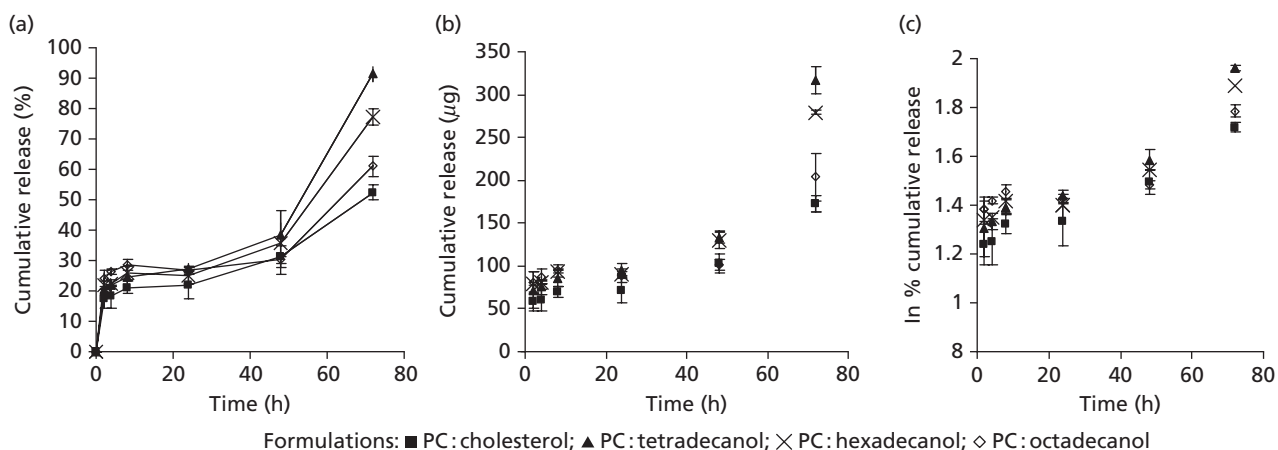 (a)
Cumulative release (%)
100
90
80
70
60
50
40
30
20
10
0
0 20 40 60 80
Time (h)
(b)
Cumulative release (µg)
350
300
250
200
150
100
50
0
0 20 40 60 80
Time (h)
(c)
ln % cumulative release
2
1.8
1.6
1.4
1.2
8
0 20 40 60 80
Time (h)
Formulations: ■ PC: cholesterol; ▲ PC: tetradecanol; × PC: hexadecanol; ◇ PC: octadecanol